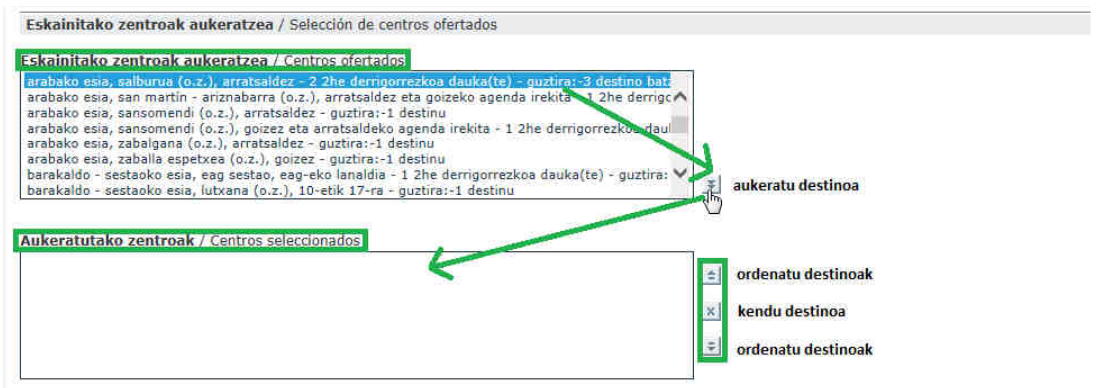 Eskainitako zentroak aukeratzea / Selección de centros ofertados
Eskainitako zentroak aukeratzea / Centros ofertados
arabako esia, salburua (o.z.), arratsaldez - 2 2he derrigorrezkoa dauka(te) - guztira:-3 destino bata
arabako esia, san martín - ariznabarra (o.z.), arratsaldez eta goizeko agenda irekita - 1 2he derrigo
arabako esia, sansomendi (o.z.), arratsaldez - guztira:-1 destinu
arabako esia, sansomendi (o.z.), goizez eta arratsaldeko agenda irekita - 1 2he derrigorrezkoa dau
arabako esia, zabalgana (o.z.), arratsaldez - guztira:-1 destinu
arabako esia, zaballa espetxea (o.z.), goizez - guztira:-1 destinu
barakaldo - sestaoko esia, eag sestao, eag-eko lanaldia - 1 2he derrigorrezkoa dauka(te) - guztira:
barakaldo - sestaoko esia, lutxana (o.z.), 10-etik 17-ra - guztira:-1 destinu
aukeratu destinoa
Aukeratutako zentroak / Centros seleccionados
ordenatu destinoak
kendu destinoa
ordenatu destinoak